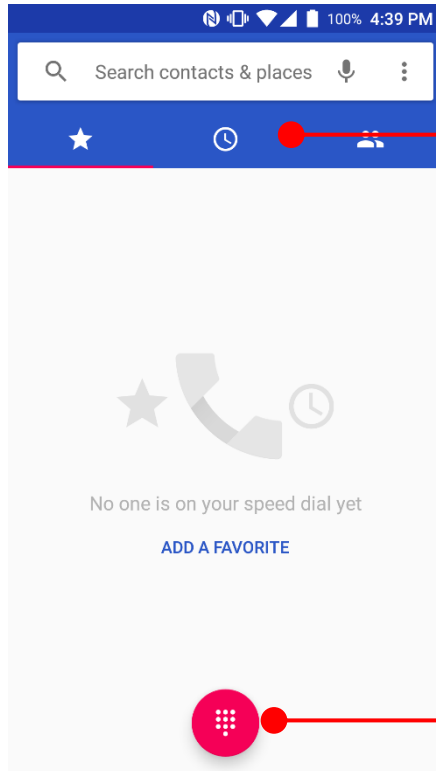 100% 4:39 PM
Search contacts & places
No one is on your speed dial yet
ADD A FAVORITE